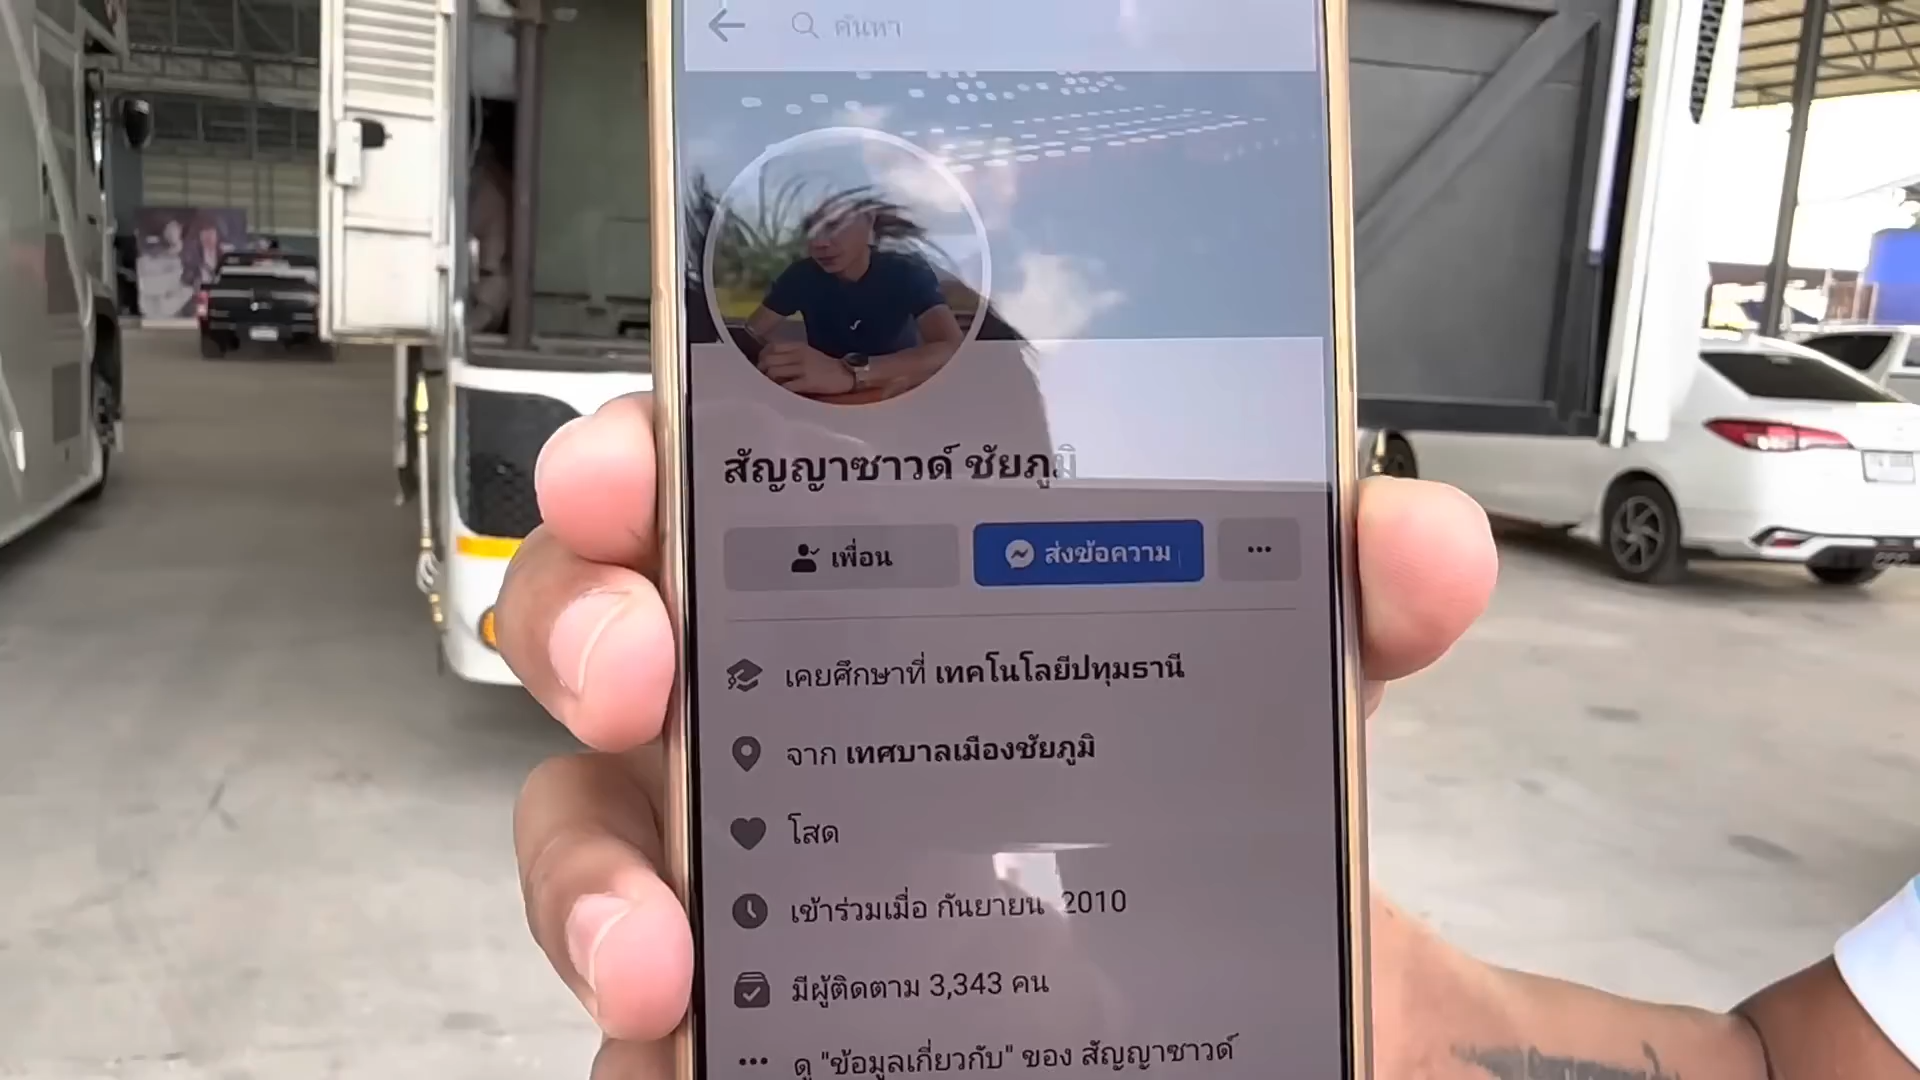 ค้นหา
สัญญาซาวด์ ชัยภูมิ
เพื่อน
ส่งข้อความ
เคยศึกษาที่ เทคโนโลยีปทุมธานี
จาก เทศบาลเมืองชัยภูมิ
โสด
เข้าร่วมเมื่อ กันยายน 2010
มีผู้ติดตาม 3,343 คน
ดู "ข้อมูลเกี่ยวกับ" ของ สัญญาซาวด์